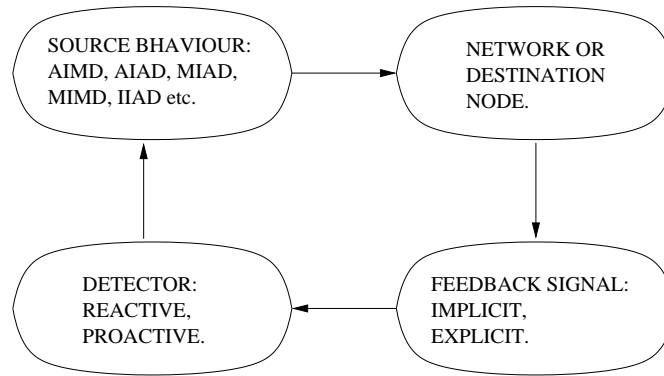 SOURCE BHAVIOUR:
AIMD, AIAD, MIAD,
MIMD, IIAD etc.
NETWORK OR
DESTINATION
NODE.
DETECTOR:
REACTIVE,
PROACTIVE.
FEEDBACK SIGNAL:
IMPLICIT,
EXPLICIT.